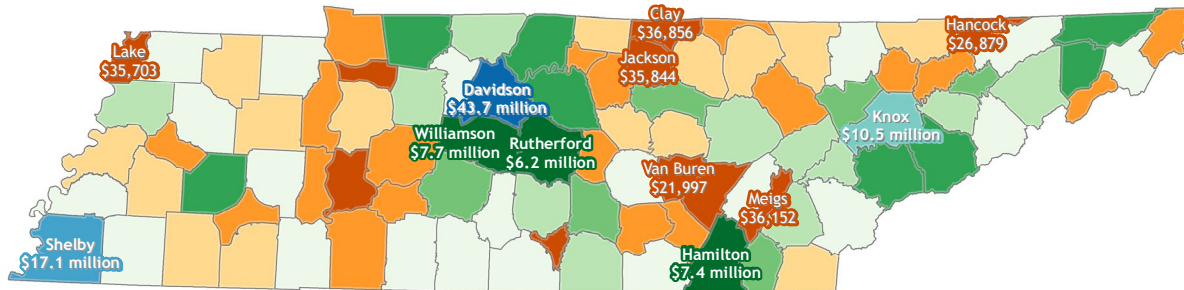 Clay
$36,856
Hancock
$26,879
Lake
$35,703
Jackson
$35,844
Davidson
$43.7 million
Knox
$10.5 million
Williamson
$7.7 million
Rutherford
$6.2 million
Van Buren
$21,997
Meigs
$36,152
Shelby
$17.1 million
Hamilton
$7.4 million